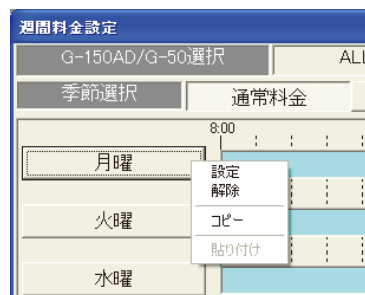 週間料金設定
G-150AD/G-50選択 ALL
季節選択 通常料金
8:00
月曜
設定
解除
コピー
貼り付け
火曜
水曜